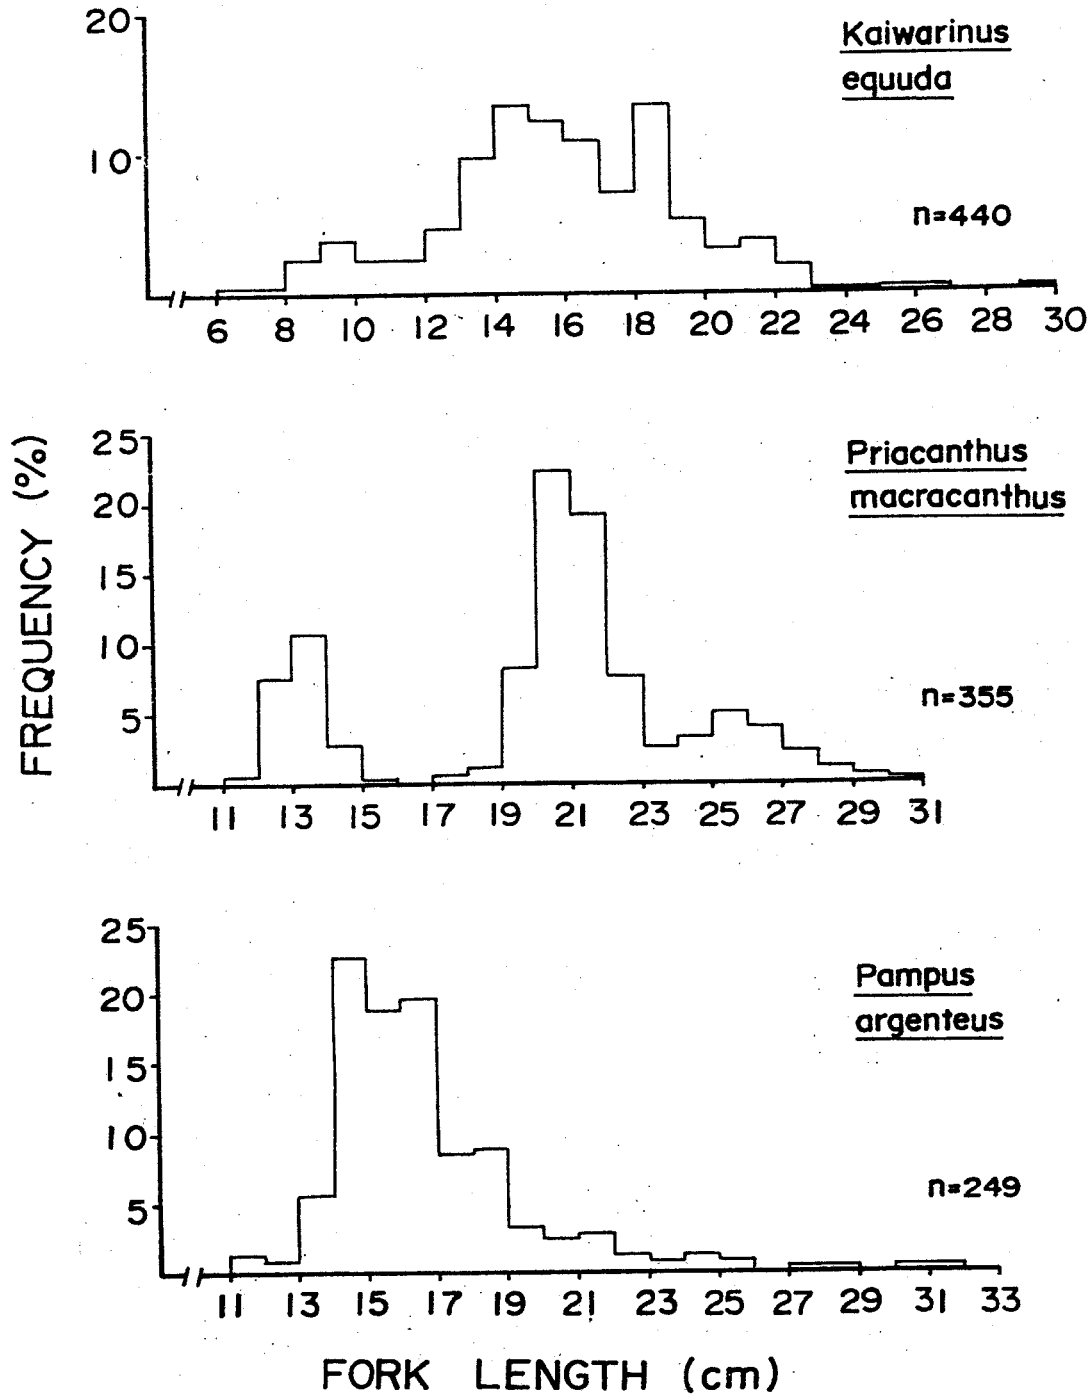 20
10
Kaiwarinus
equuda
n=440
6 8 10 12 14 16 18 20 22 24 26 28 30
FREQUENCY (%)
25
20
15
10
5
Priacanthus
macracanthus
n=355
11 13 15 17 19 21 23 25 27 29 31
25
20
15
10
5
Pampus
argenteus
n=249
11 13 15 17 19 21 23 25 27 29 31 33
FORK LENGTH (cm)